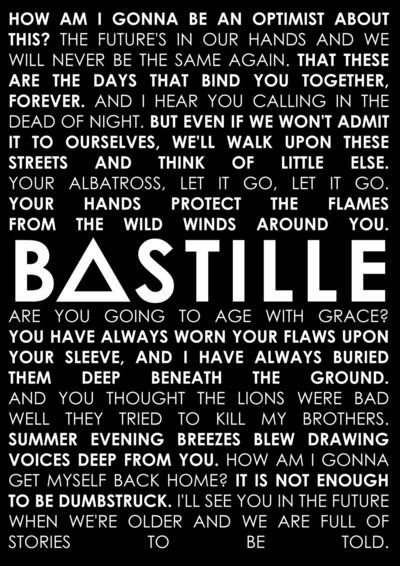 HOW AM I GONNA BE AN OPTIMIST ABOUT
THIS? THE FUTURE'S IN OUR HANDS AND WE
WILL NEVER BE THE SAME AGAIN. THAT THESE
ARE THE DAYS THAT BIND YOU TOGETHER,
FOREVER. AND I HEAR YOU CALLING IN THE
DEAD OF NIGHT. BUT EVEN IF WE WON'T ADMIT
IT TO OURSELVES, WE'LL WALK UPON THESE
STREETS AND THINK OF LITTLE ELSE.
YOUR ALBATROSS, LET IT GO, LET IT GO.
YOUR HANDS PROTECT THE FLAMES
FROM THE WILD WINDS AROUND YOU.
BΔSTILLE
ARE YOU GOING TO AGE WITH GRACE?
YOU HAVE ALWAYS WORN YOUR FLAWS UPON
YOUR SLEEVE, AND I HAVE ALWAYS BURIED
THEM DEEP BENEATH THE GROUND.
AND YOU THOUGHT THE LIONS WERE BAD
WELL THEY TRIED TO KILL MY BROTHERS.
SUMMER EVENING BREEZES BLEW DRAWING
VOICES DEEP FROM YOU. HOW AM I GONNA
GET MYSELF BACK HOME? IT IS NOT ENOUGH
TO BE DUMBSTRUCK. I'LL SEE YOU IN THE FUTURE
WHEN WE'RE OLDER AND WE ARE FULL OF
STORIES TO BE TOLD.